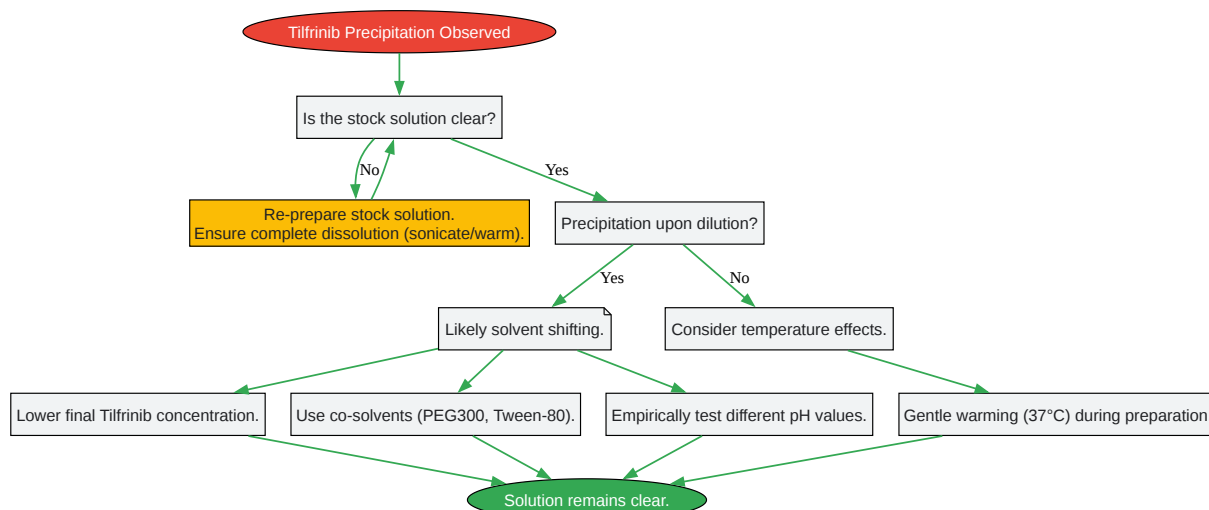 Tilfrinib Precipitation Observed
Is the stock solution clear?
No
Yes
Re-prepare stock solution.
Ensure complete dissolution (sonicate/warm).
Precipitation upon dilution?
Yes
No
Likely solvent shifting.
Consider temperature effects.
Lower final Tilfrinib concentration.
Use co-solvents (PEG300, Tween-80).
Empirically test different pH values.
Gentle warming (37°C) during preparation
Solution remains clear.